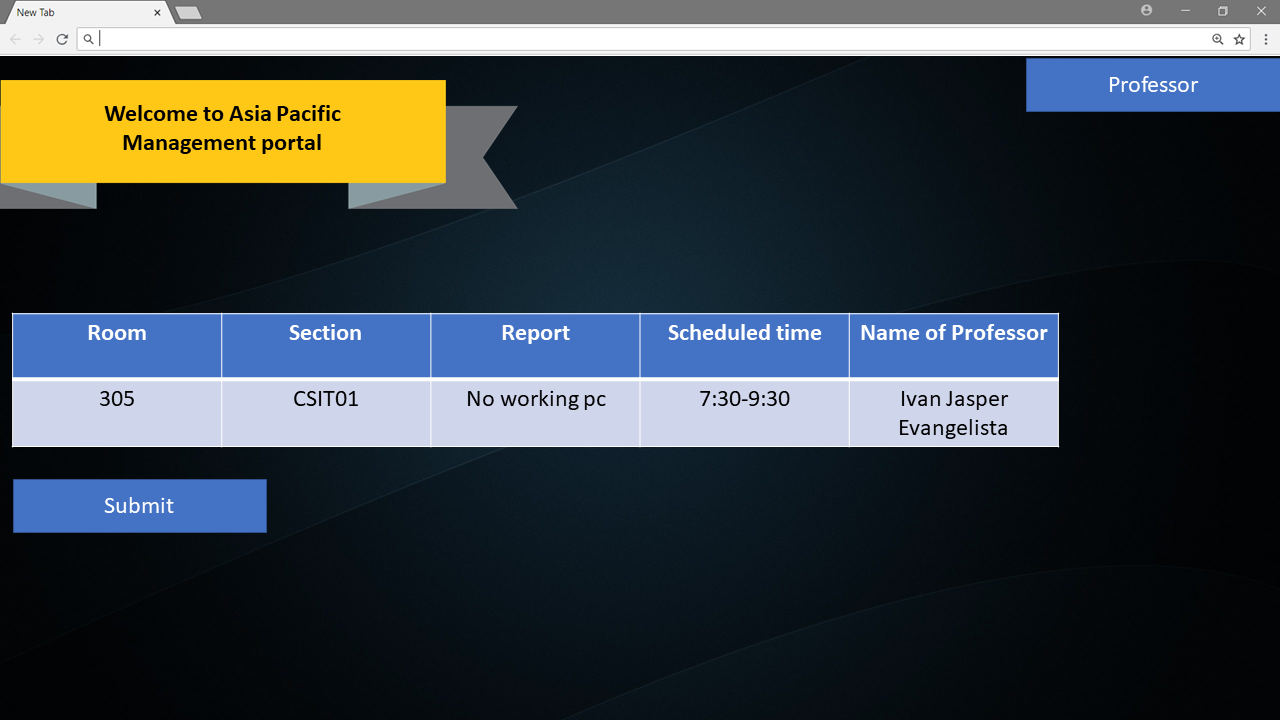 New Tab
Professor
Welcome to Asia Pacific
Management portal
Room Section Report Scheduled time Name of Professor
305 CSIT01 No working pc 7:30-9:30 Ivan Jasper
Evangelista
Submit